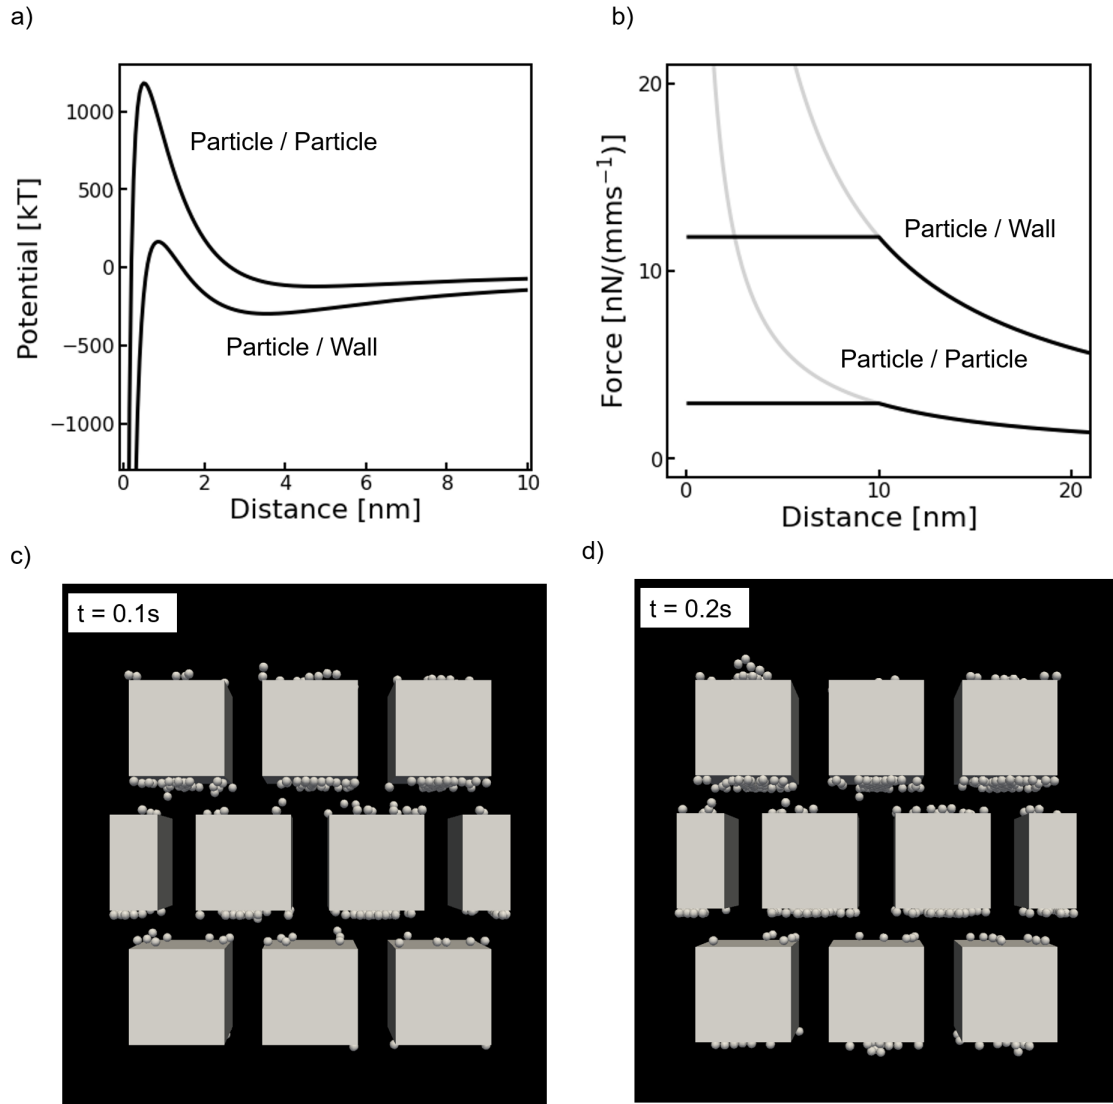 a)
Potential [kT]
1000
500
0
−500
−1000
Particle / Particle
Particle / Wall
0 2 4 6 8 10
Distance [nm]
b)
Force [nN/(mms⁻¹)]
20
10
0
Particle / Wall
Particle / Particle
0 10 20
Distance [nm]
c)
t = 0.1s
d)
t = 0.2s